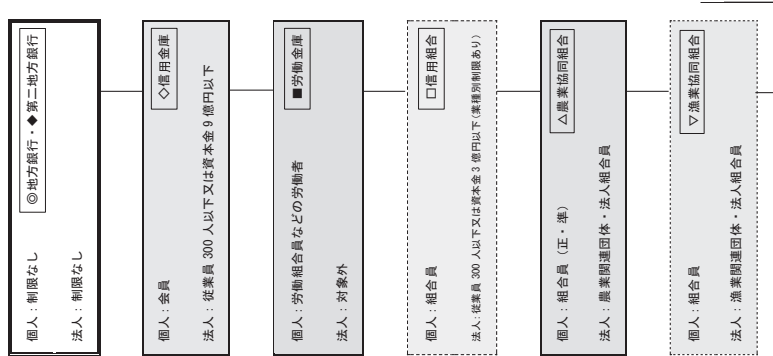 ◎地方銀行・◆第二地方銀行
個人：制限なし
法人：制限なし
◇信用金庫
個人：会員
法人：従業員 300 人以下又は資本金 9 億円以下
■労働金庫
個人：労働組合員などの労働者
法人：対象外
□信用組合
個人：組合員
法人：従業員 300 人以下又は資本金 3 億円以下（業種別制限あり）
△農業協同組合
個人：組合員（正・準）
法人：農業関連団体・法人組合員
▽漁業協同組合
個人：組合員
法人：漁業関連団体・法人組合員